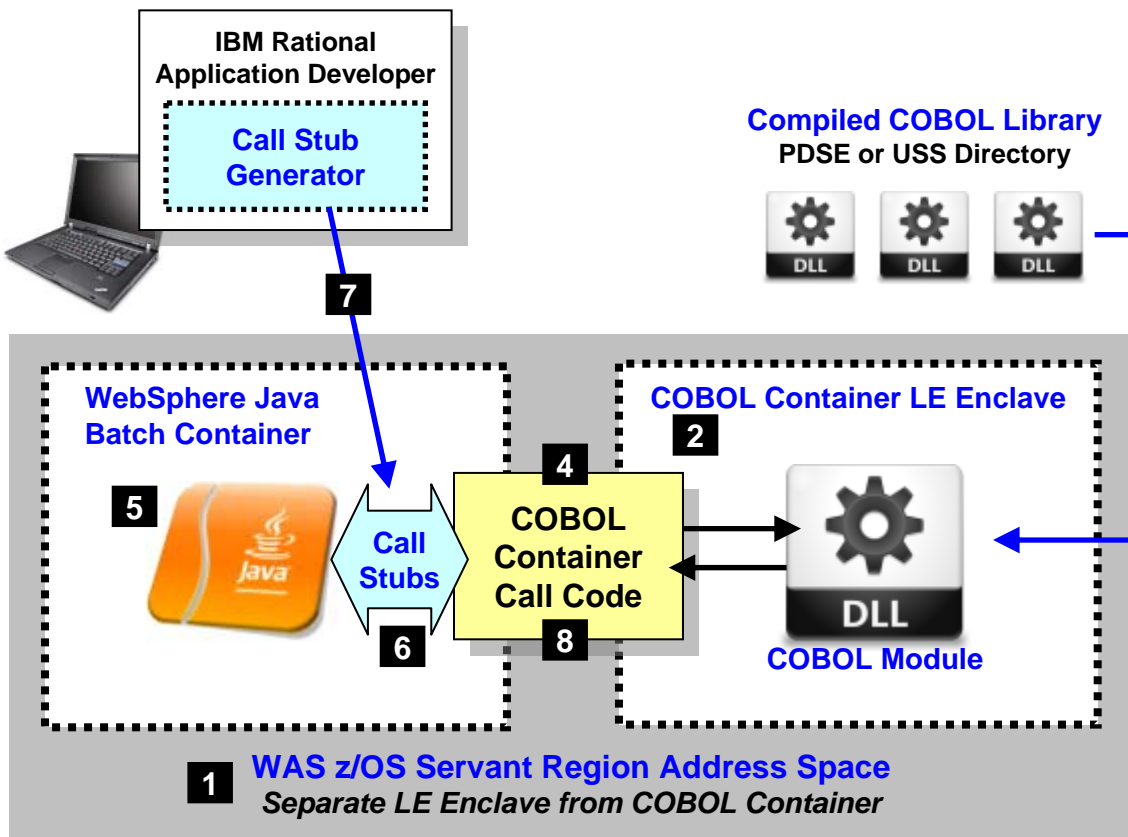 IBM Rational
Application Developer
Call Stub
Generator
Compiled COBOL Library
PDSE or USS Directory
DLL
DLL
DLL
7
WebSphere Java
Batch Container
COBOL Container LE Enclave
2
4
5
Java
Call
Stubs
6
COBOL
Container
Call Code
8
DLL
COBOL Module
1
WAS z/OS Servant Region Address Space
Separate LE Enclave from COBOL Container